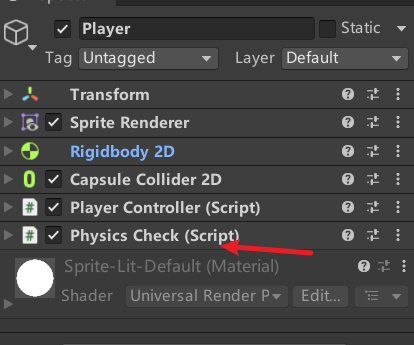 Player
Static
Tag Untagged Layer Default
Transform
Sprite Renderer
Rigidbody 2D
Capsule Collider 2D
Player Controller (Script)
Physics Check (Script)
Sprite-Lit-Default (Material)
Shader Universal Render P Edit...